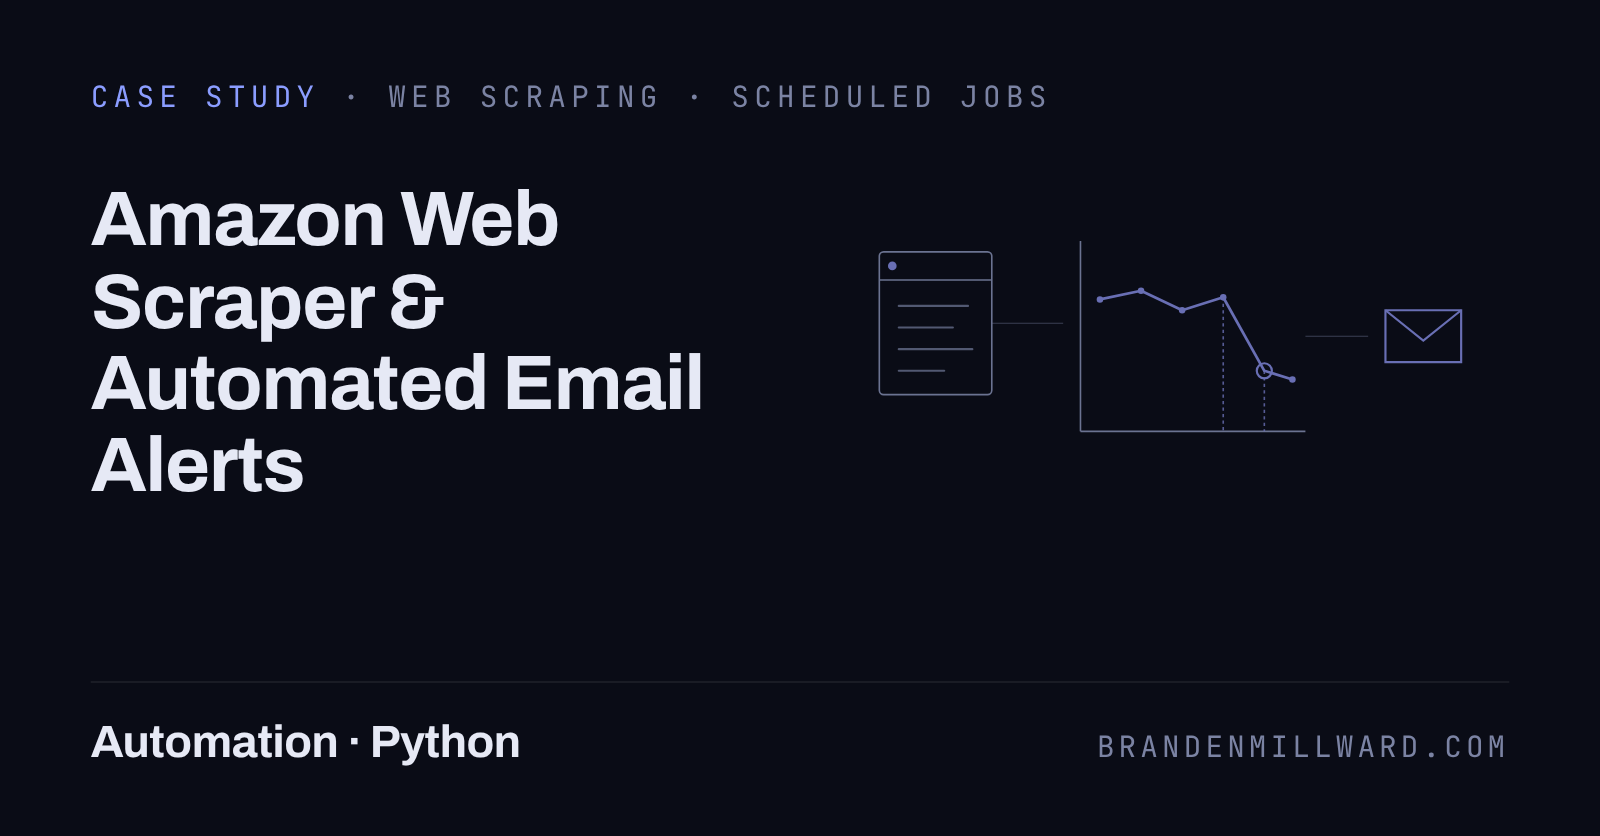 CASE STUDY · WEB SCRAPING · SCHEDULED JOBS
Amazon Web
Scraper &
Automated Email
Alerts
Automation · Python
BRANDENMILLWARD.COM